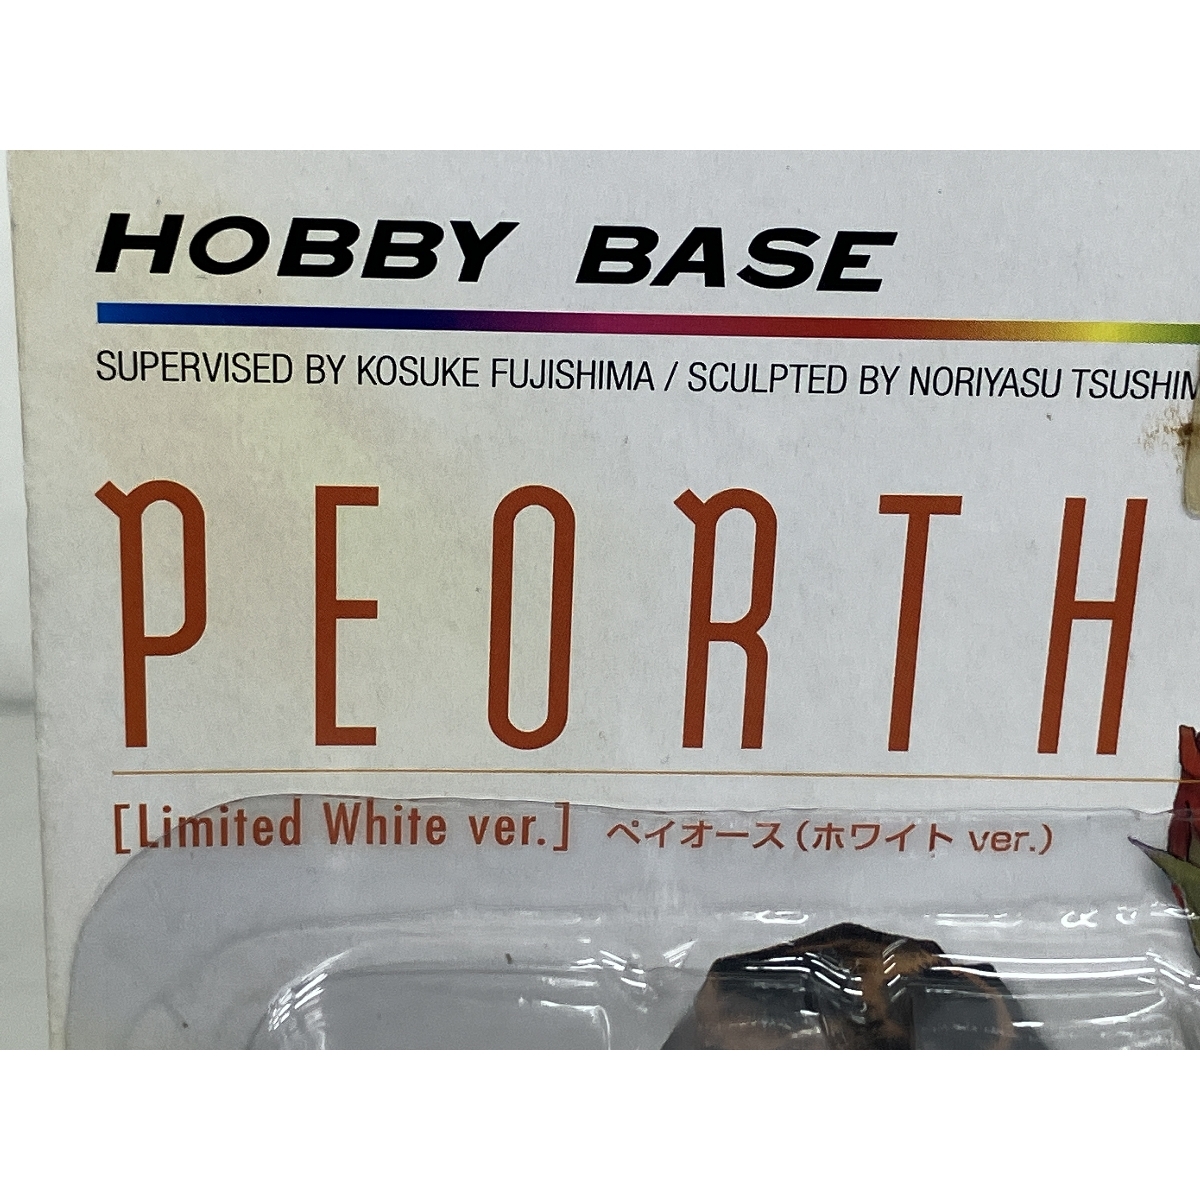 HOBBY BASE
SUPERVISED BY KOSUKE FUJISHIMA / SCULPTED BY NORIYASU
PEORTH
[Limited White ver.] ペイオース(ホワイト ver.)